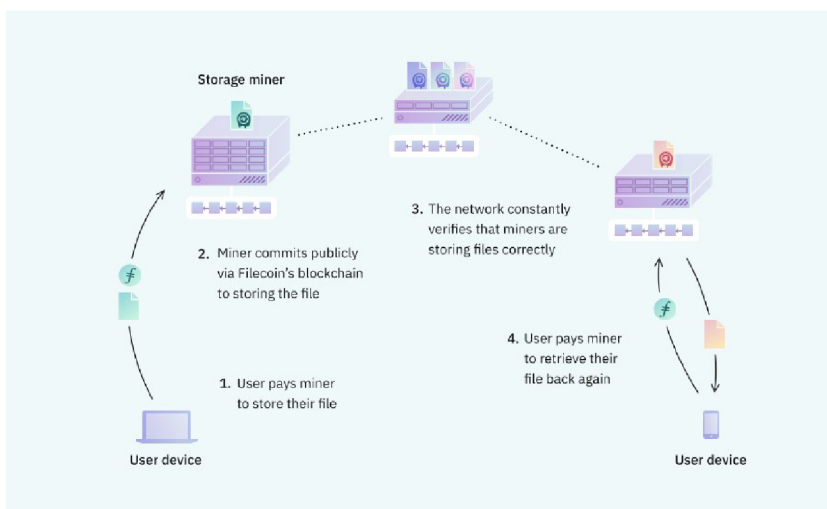 Storage miner
2. Miner commits publicly
via Filecoin's blockchain
to storing the file
3. The network constantly
verifies that miners are
storing files correctly
1. User pays miner
to store their file
4. User pays miner
to retrieve their
file back again
User device
User device